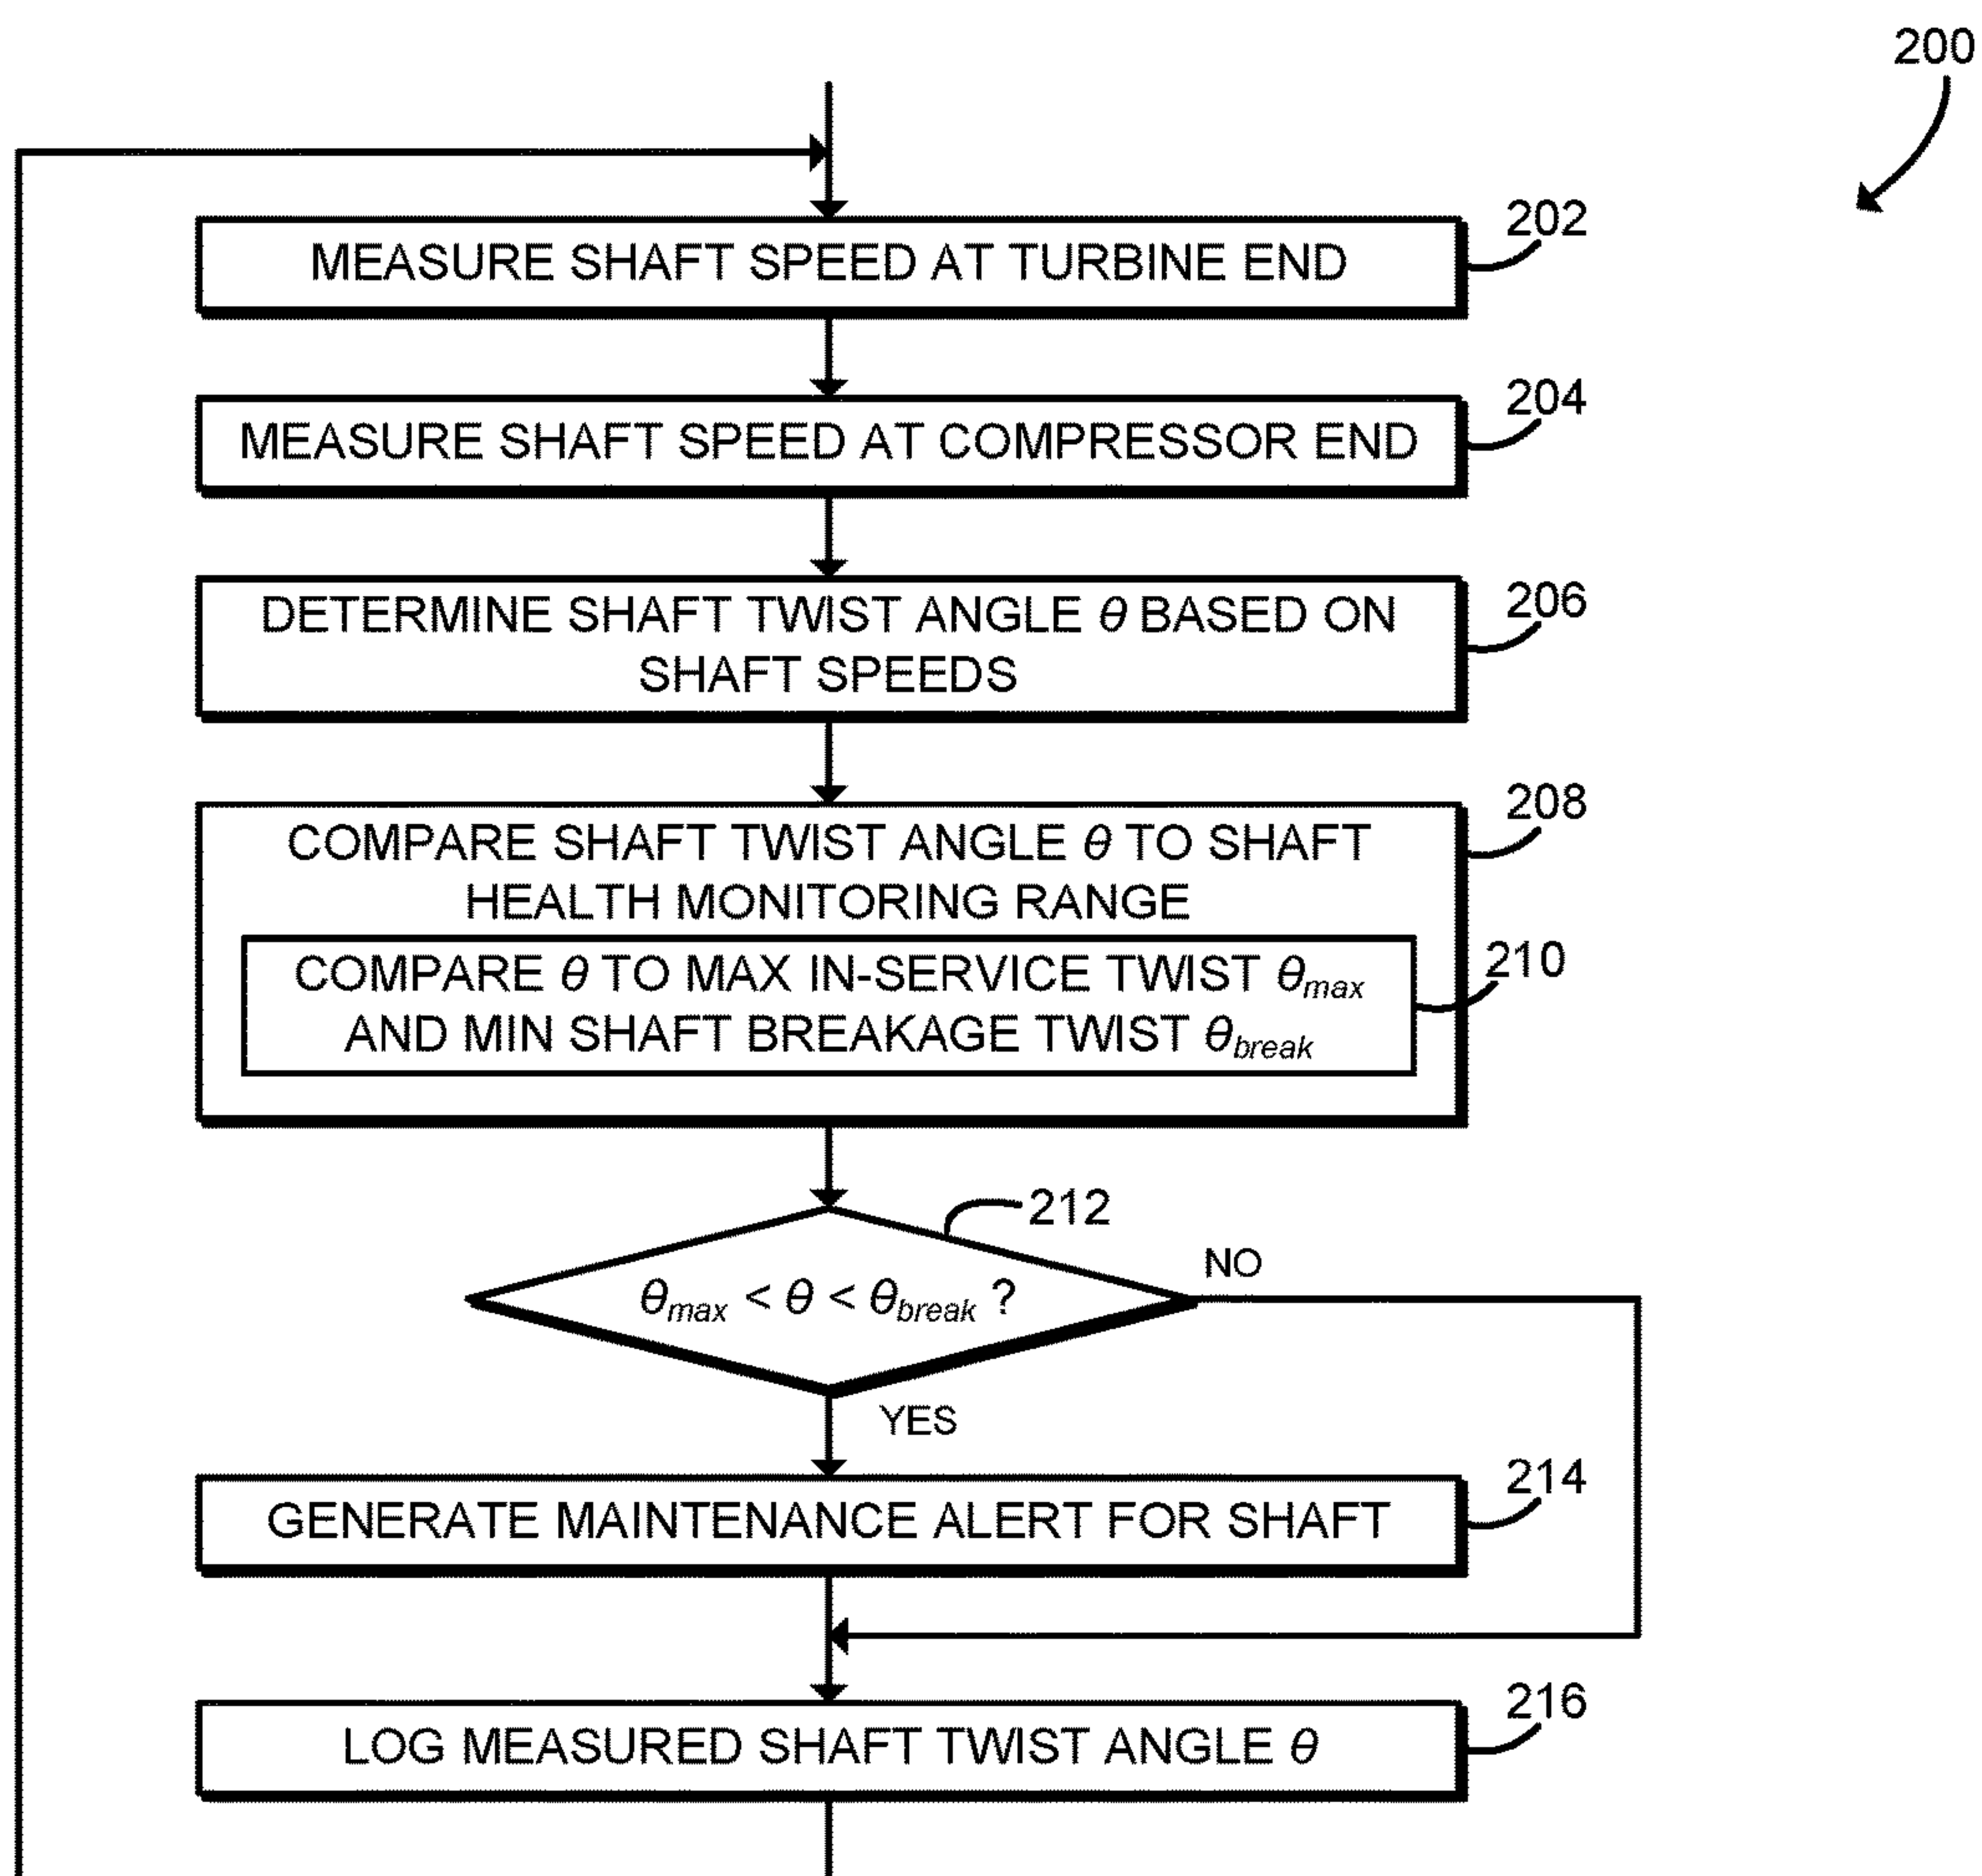 200
MEASURE SHAFT SPEED AT TURBINE END
202
MEASURE SHAFT SPEED AT COMPRESSOR END
204
DETERMINE SHAFT TWIST ANGLE θ BASED ON
SHAFT SPEEDS
206
COMPARE SHAFT TWIST ANGLE θ TO SHAFT
HEALTH MONITORING RANGE
208
COMPARE θ TO MAX IN-SERVICE TWIST θmax
AND MIN SHAFT BREAKAGE TWIST θbreak
210
212
θmax < θ < θbreak ?
NO
YES
GENERATE MAINTENANCE ALERT FOR SHAFT
214
LOG MEASURED SHAFT TWIST ANGLE θ
216